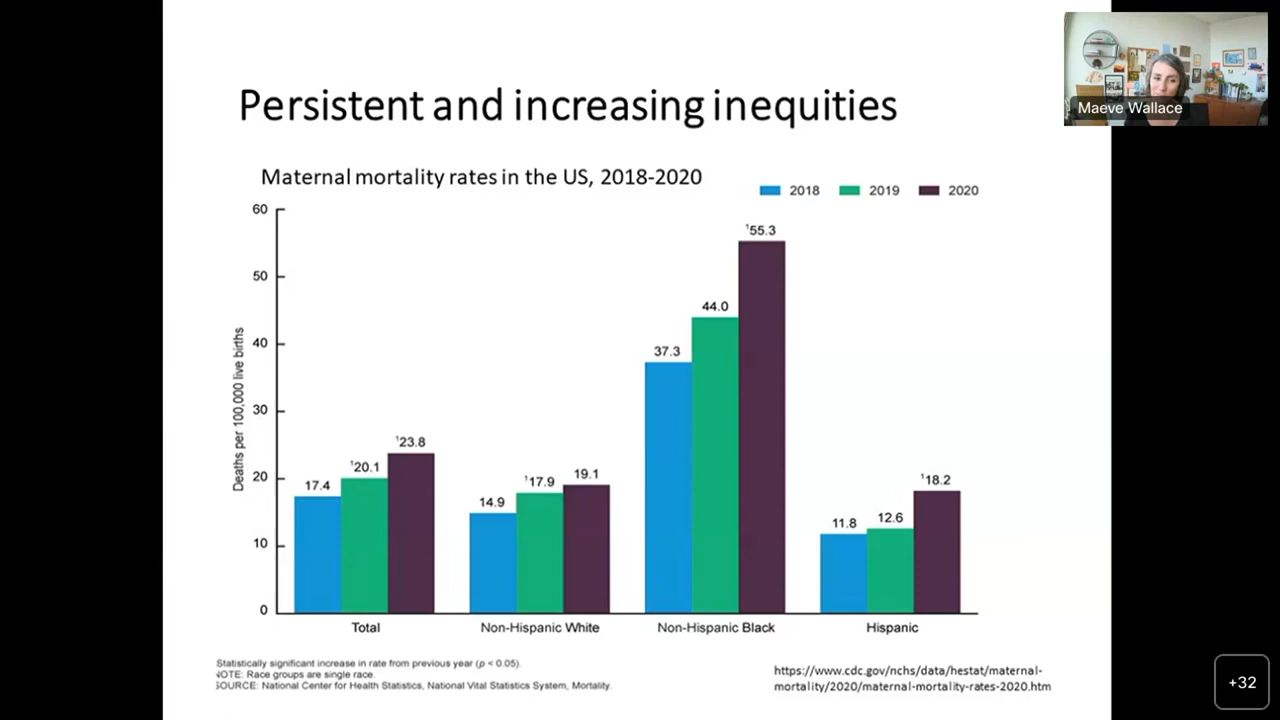 Maeve Wallace
Persistent and increasing inequities
Maternal mortality rates in the US, 2018-2020
2018 2019 2020
Deaths per 100,000 live births
60
50
40
30
20
10
0
17.4 ¹20.1 ¹23.8
14.9 ¹17.9 19.1
37.3 44.0 ¹55.3
11.8 12.6 ¹18.2
Total Non-Hispanic White Non-Hispanic Black Hispanic
Statistically significant increase in rate from previous year (p < 0.05).
NOTE: Race groups are single race.
SOURCE: National Center for Health Statistics, National Vital Statistics System, Mortality.
https://www.cdc.gov/nchs/data/hestat/maternal-
mortality/2020/maternal-mortality-rates-2020.htm
+32